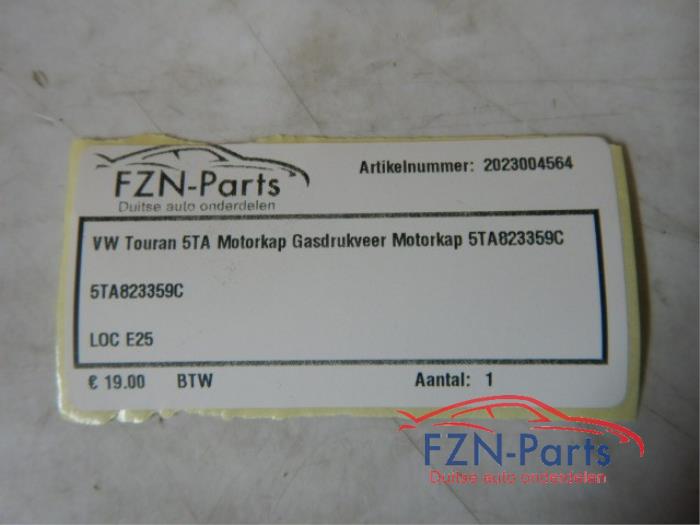 FZN-Parts
Duitse auto onderdelen
Artikelnummer: 2023004564
VW Touran 5TA Motorkap Gasdrukveer Motorkap 5TA823359C
5TA823359C
LOC E25
€ 19.00 BTW Aantal: 1
FZN-Parts
Duitse auto onderdelen